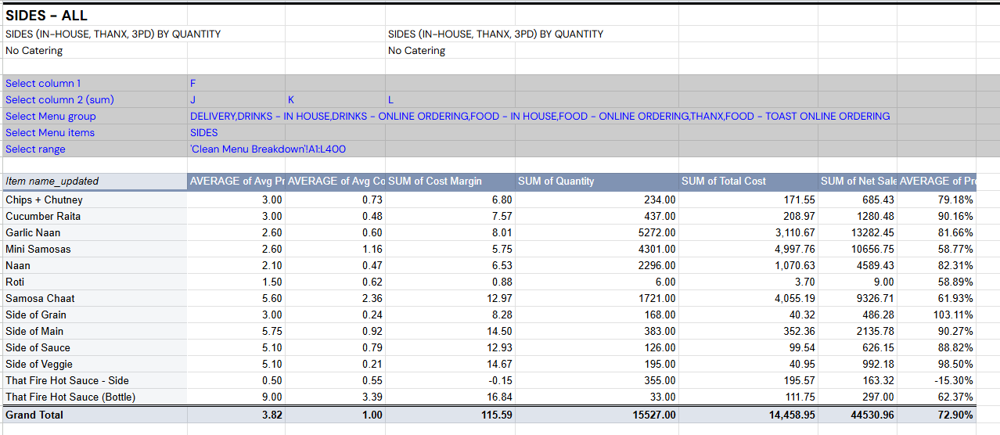 SIDES - ALL
SIDES (IN-HOUSE, THANX, 3PD) BY QUANTITY SIDES (IN-HOUSE, THANX, 3PD) BY QUANTITY
No Catering No Catering
Select column 1 F
Select column 2 (sum) J K L
Select Menu group DELIVERY,DRINKS - IN HOUSE,DRINKS - ONLINE ORDERING,FOOD - IN HOUSE,FOOD - ONLINE ORDERING,THANX,FOOD - TOAST ONLINE ORDERING
Select Menu items SIDES
Select range 'Clean Menu Breakdown'!A1:L400
Item name_updated AVERAGE of Avg Pr AVERAGE of Avg Co SUM of Cost Margin SUM of Quantity SUM of Total Cost SUM of Net Sale AVERAGE of Pro
Chips + Chutney 3.00 0.73 6.80 234.00 171.55 685.43 79.18%
Cucumber Raita 3.00 0.48 7.57 437.00 208.97 1280.48 90.16%
Garlic Naan 2.60 0.60 8.01 5272.00 3,110.67 13282.45 81.66%
Mini Samosas 2.60 1.16 5.75 4301.00 4,997.76 10656.75 58.77%
Naan 2.10 0.47 6.53 2296.00 1,070.63 4589.43 82.31%
Roti 1.50 0.62 0.88 6.00 3.70 9.00 58.89%
Samosa Chaat 5.60 2.36 12.97 1721.00 4,055.19 9326.71 61.93%
Side of Grain 3.00 0.24 8.28 168.00 40.32 486.28 103.11%
Side of Main 5.75 0.92 14.50 383.00 352.36 2135.78 90.27%
Side of Sauce 5.10 0.79 12.93 126.00 99.54 626.15 88.82%
Side of Veggie 5.10 0.21 14.67 195.00 40.95 992.18 98.50%
That Fire Hot Sauce - Side 0.50 0.55 -0.15 355.00 195.57 163.32 -15.30%
That Fire Hot Sauce (Bottle) 9.00 3.39 16.84 33.00 111.75 297.00 62.37%
Grand Total 3.82 1.00 115.59 15527.00 14,458.95 44530.96 72.90%